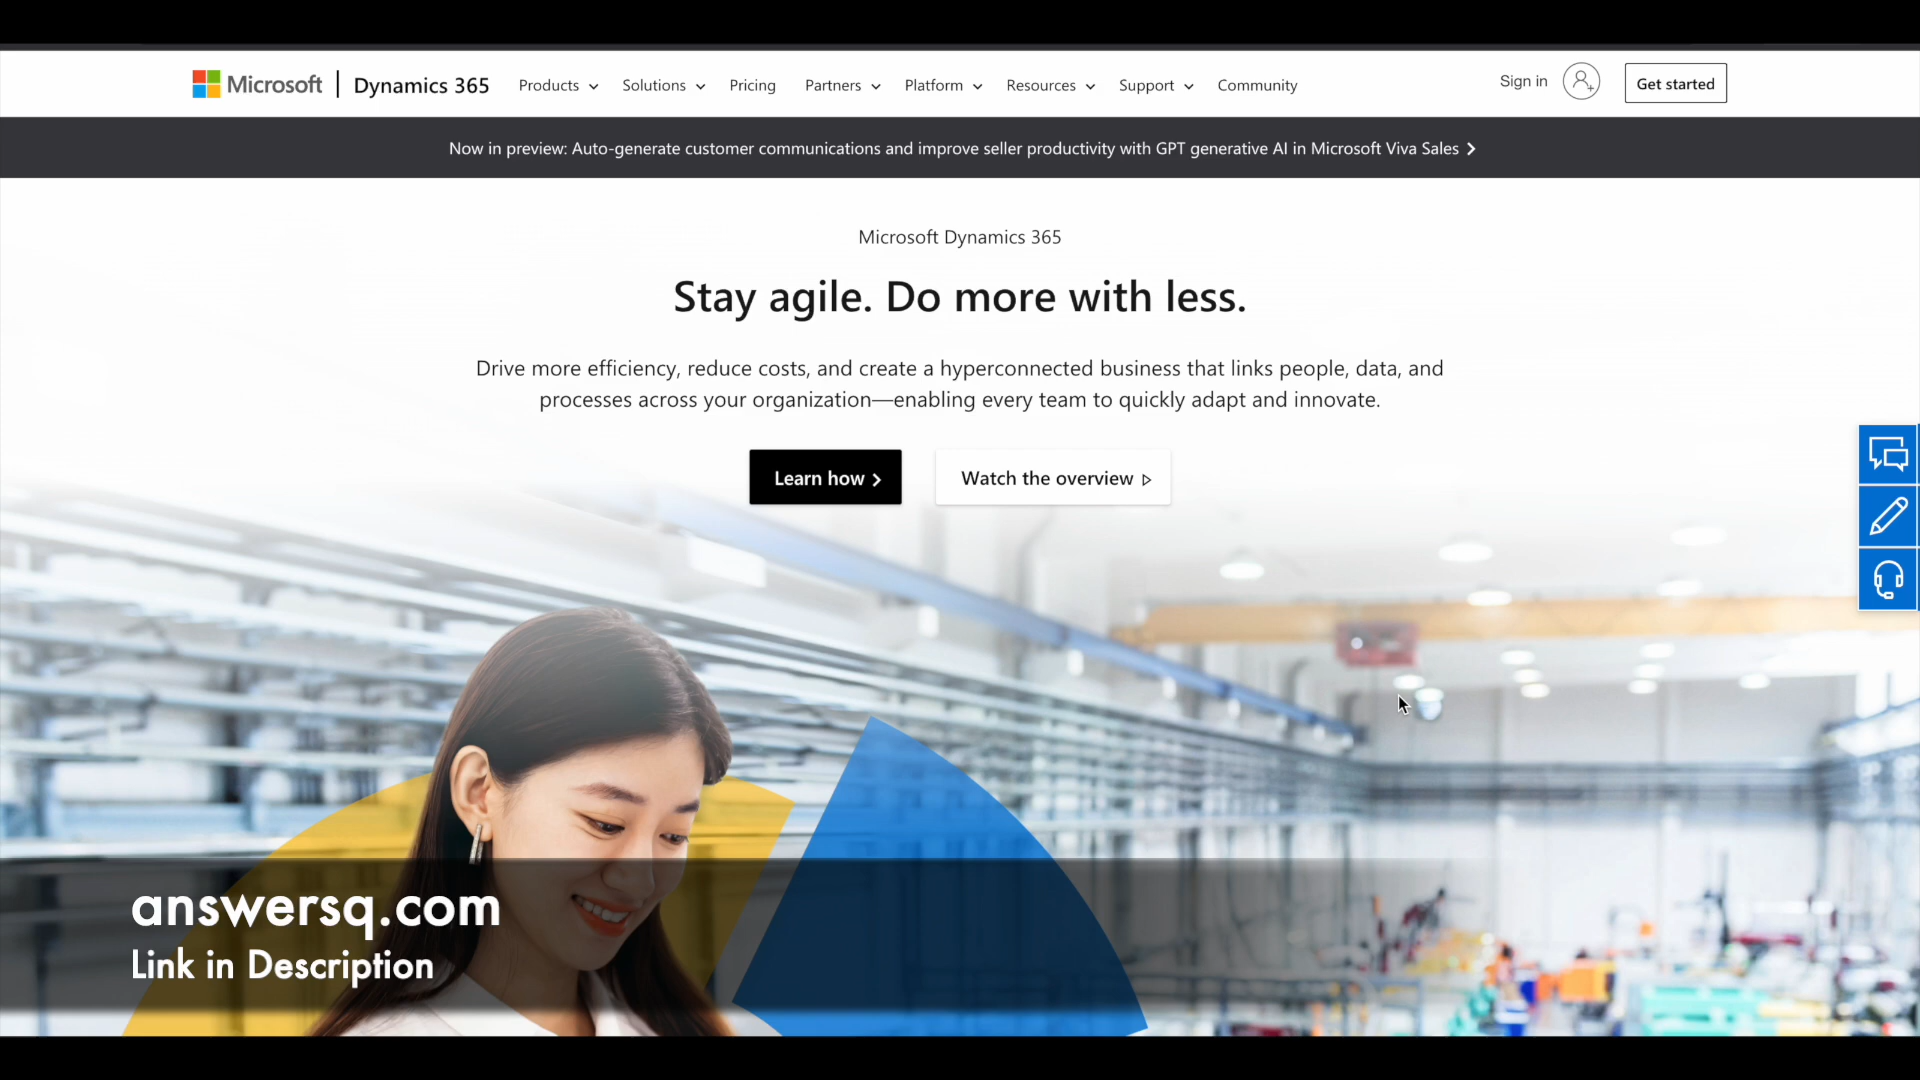 Microsoft
Dynamics 365
Products
Solutions
Pricing
Partners
Platform
Resources
Support
Community
Sign in
Get started
Now in preview: Auto-generate customer communications and improve seller productivity with GPT generative AI in Microsoft Viva Sales
Microsoft Dynamics 365
Stay agile. Do more with less.
Drive more efficiency, reduce costs, and create a hyperconnected business that links people, data, and
processes across your organization—enabling every team to quickly adapt and innovate.
Learn how
Watch the overview
answersq.com
Link in Description